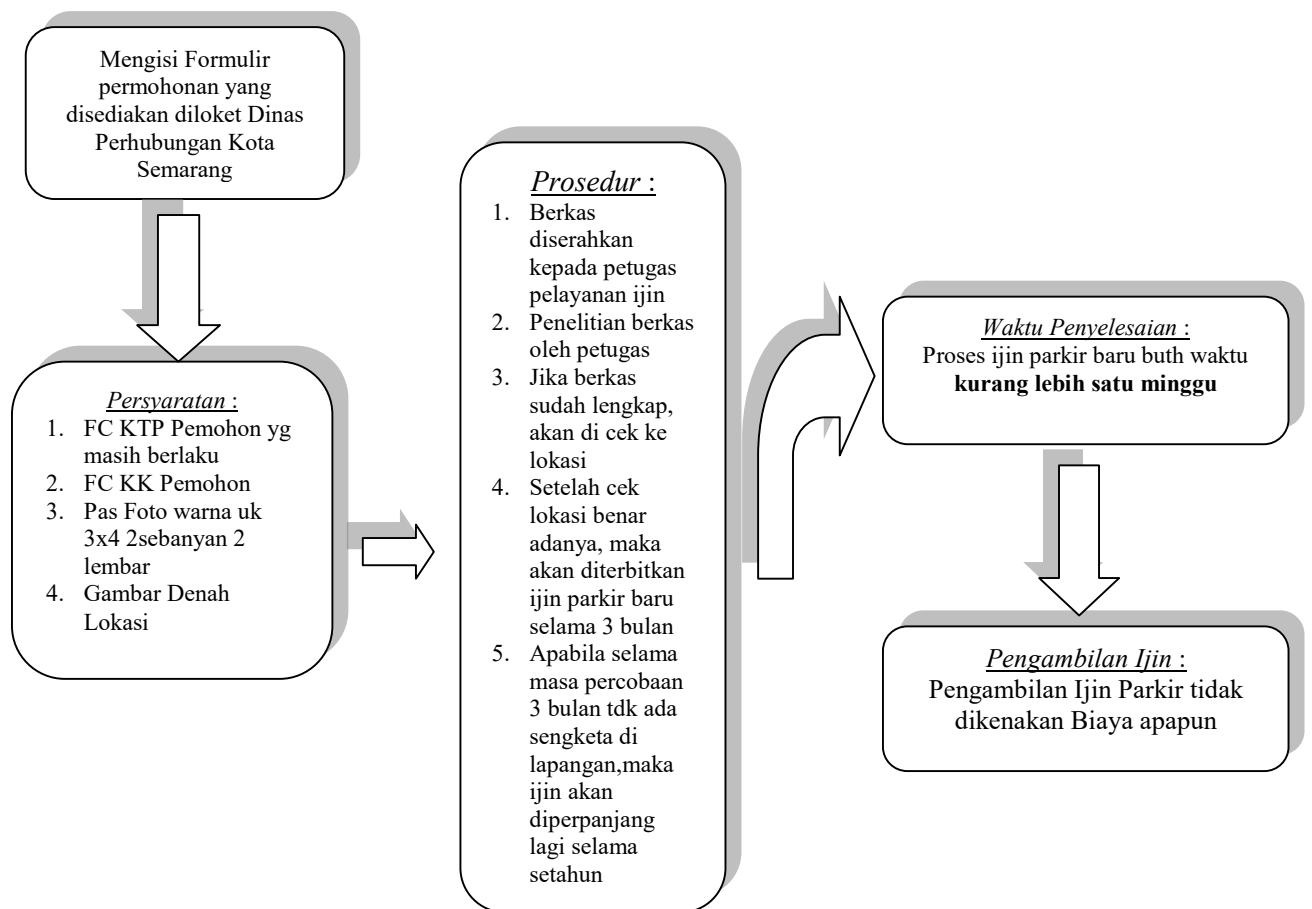 Mengisi Formulir
permohonan yang
disediakan diloket Dinas
Perhubungan Kota
Semarang
Persyaratan :
1. FC KTP Pemohon yg
masih berlaku
2. FC KK Pemohon
3. Pas Foto warna uk
3x4 2sebanyan 2
lembar
4. Gambar Denah
Lokasi
Prosedur :
1. Berkas
diserahkan
kepada petugas
pelayanan ijin
2. Penelitian berkas
oleh petugas
3. Jika berkas
sudah lengkap,
akan di cek ke
lokasi
4. Setelah cek
lokasi benar
adanya, maka
akan diterbitkan
ijin parkir baru
selama 3 bulan
5. Apabila selama
masa percobaan
3 bulan tdk ada
sengketa di
lapangan,maka
ijin akan
diperpanjang
lagi selama
setahun
Waktu Penyelesaian :
Proses ijin parkir baru buth waktu
kurang lebih satu minggu
Pengambilan Ijin :
Pengambilan Ijin Parkir tidak
dikenakan Biaya apapun